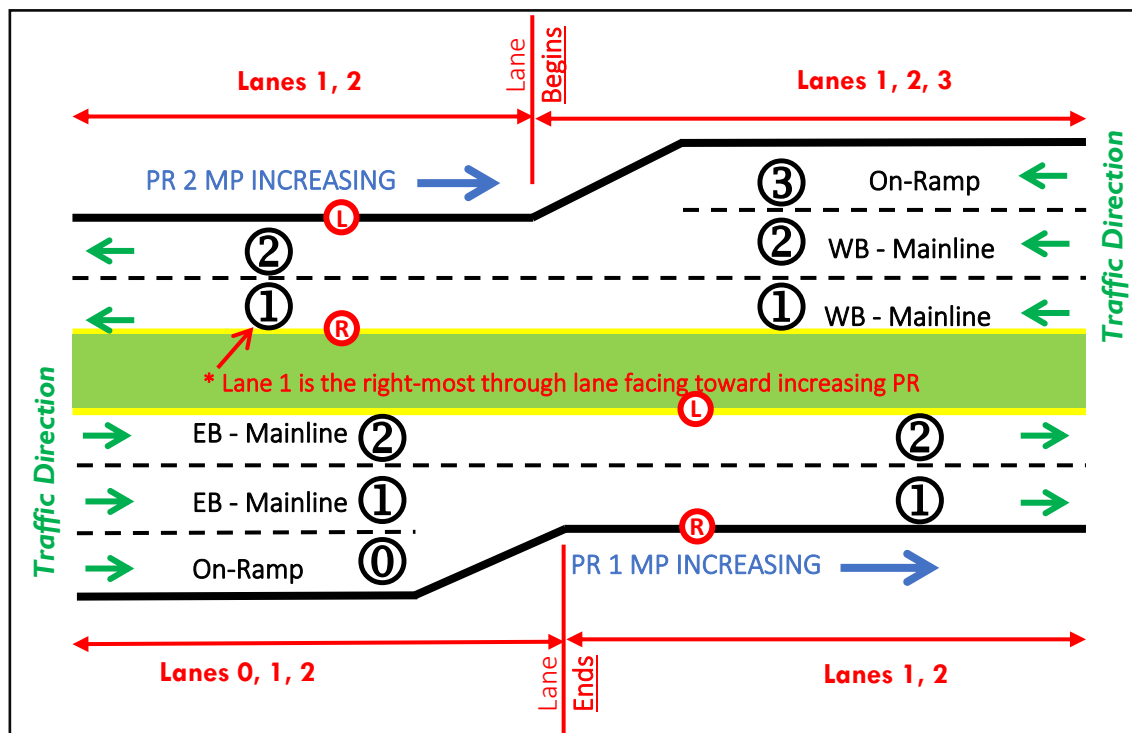 Lane
Begins
Lanes 1, 2
Lanes 1, 2, 3
PR 2 MP INCREASING
L
3
On-Ramp
Traffic Direction
2
2
WB - Mainline
1
R
1
WB - Mainline
* Lane 1 is the right-most through lane facing toward increasing PR
L
Traffic Direction
EB - Mainline
2
2
EB - Mainline
1
1
R
On-Ramp
0
PR 1 MP INCREASING
Lanes 0, 1, 2
Lane
Ends
Lanes 1, 2